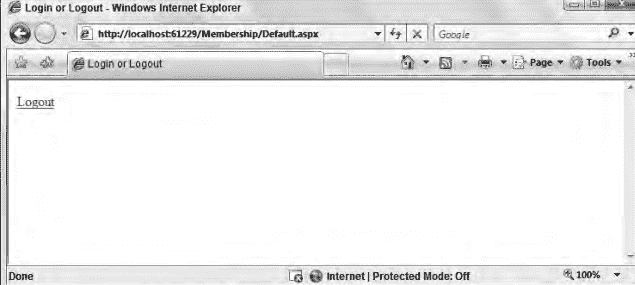 Login or Logout - Windows Internet Explorer
http://localhost:61229/Membership/Default.aspx
Google
Login or Logout
Page
Tools
Logout
Done
Internet | Protected Mode: Off
100%